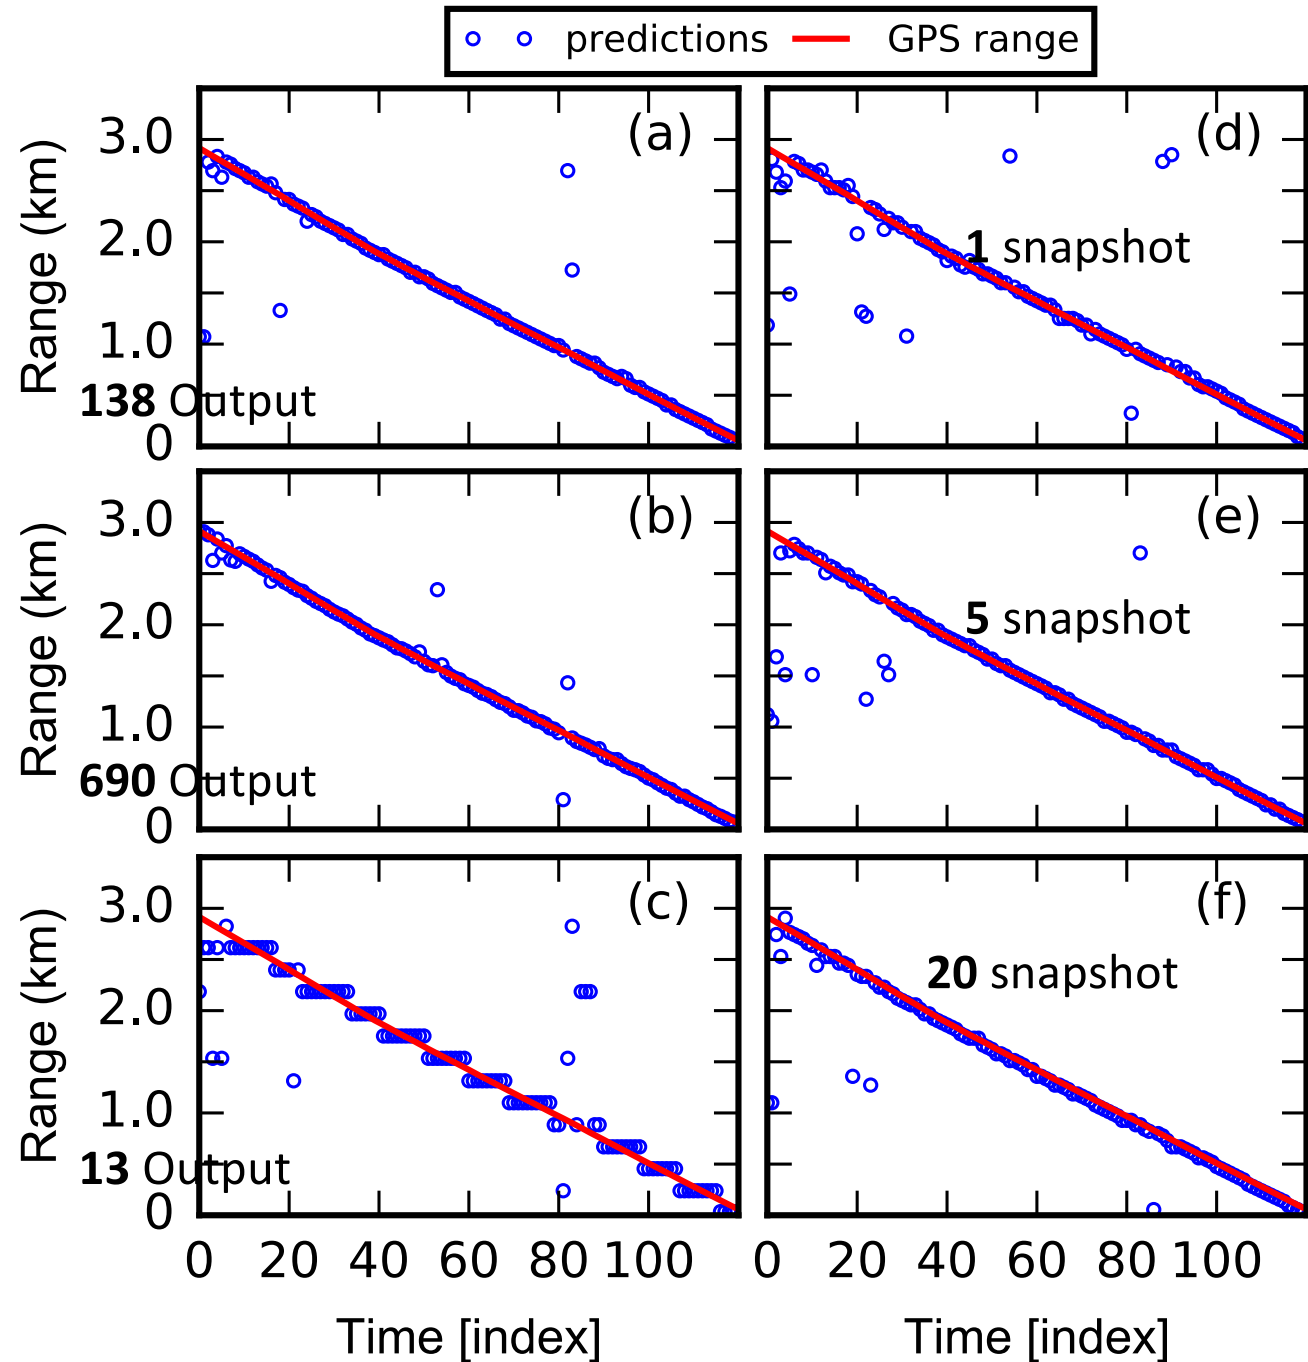 predictions GPS range
(a)
3.0
2.0
1.0
0
Range (km)
138 Output
(d)
1 snapshot
(b)
3.0
2.0
1.0
0
Range (km)
690 Output
(e)
5 snapshot
(c)
3.0
2.0
1.0
0
Range (km)
13 Output
0 20 40 60 80 100
Time [index]
(f)
20 snapshot
0 20 40 60 80 100
Time [index]